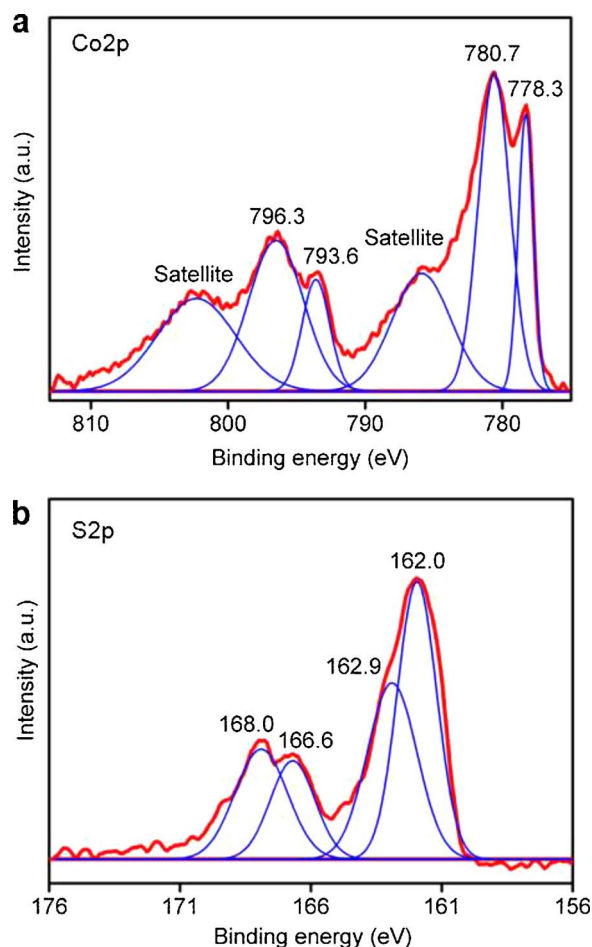 a
Co2p
780.7
778.3
796.3
793.6
Satellite
Satellite
Intensity (a.u.)
810 800 790 780
Binding energy (eV)
b
S2p
162.0
162.9
168.0
166.6
Intensity (a.u.)
176 171 166 161 156
Binding energy (eV)